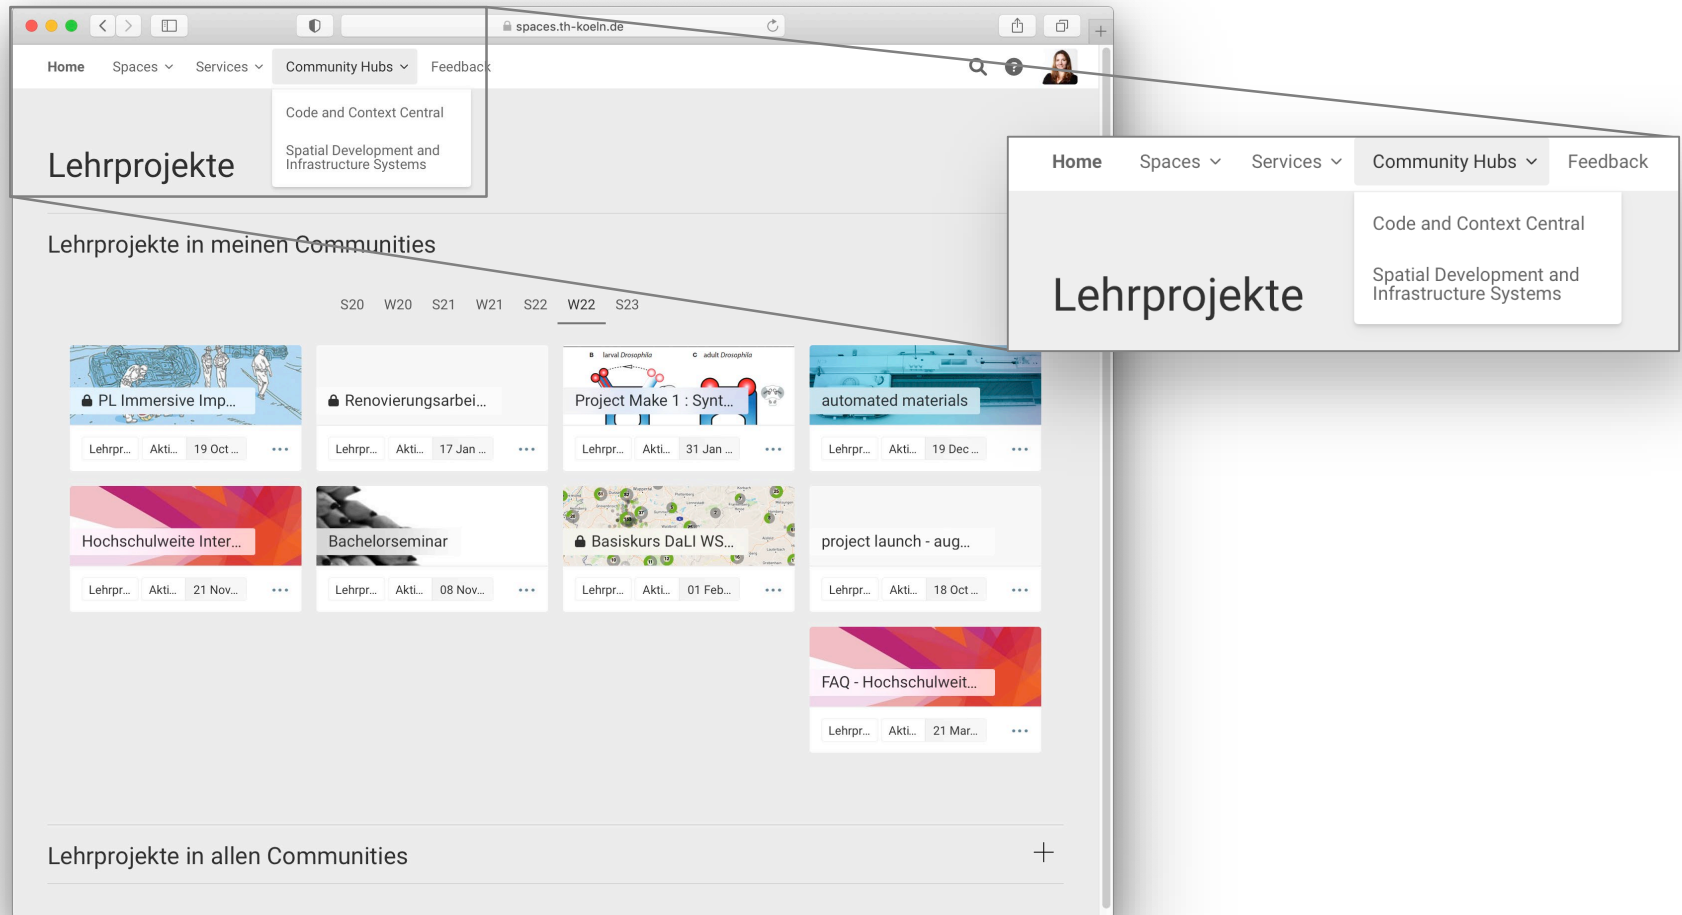 spaces.th-koeln.de
Home Spaces Services Community Hubs Feedback
Code and Context Central
Spatial Development and
Infrastructure Systems
Lehrprojekte
Home Spaces Services Community Hubs Feedback
Code and Context Central
Spatial Development and
Infrastructure Systems
Lehrprojekte
Lehrprojekte in meinen Communities
S20 W20 S21 W21 S22 W22 S23
B larval Drosophila C adult Drosophila
PL Immersive Imp... Renovierungsarbei... Project Make 1 : Synt... automated materials
Lehrpr... Akti... 19 Oct ... Lehrpr... Akti... 17 Jan ... Lehrpr... Akti... 31 Jan ... Lehrpr... Akti... 19 Dec ...
Hochschulweite Inter... Bachelorseminar Basiskurs DaLI WS... project launch - aug...
Lehrpr... Akti... 21 Nov... Lehrpr... Akti... 08 Nov... Lehrpr... Akti... 01 Feb... Lehrpr... Akti... 18 Oct ...
FAQ - Hochschulweit...
Lehrpr... Akti... 21 Mar...
Lehrprojekte in allen Communities